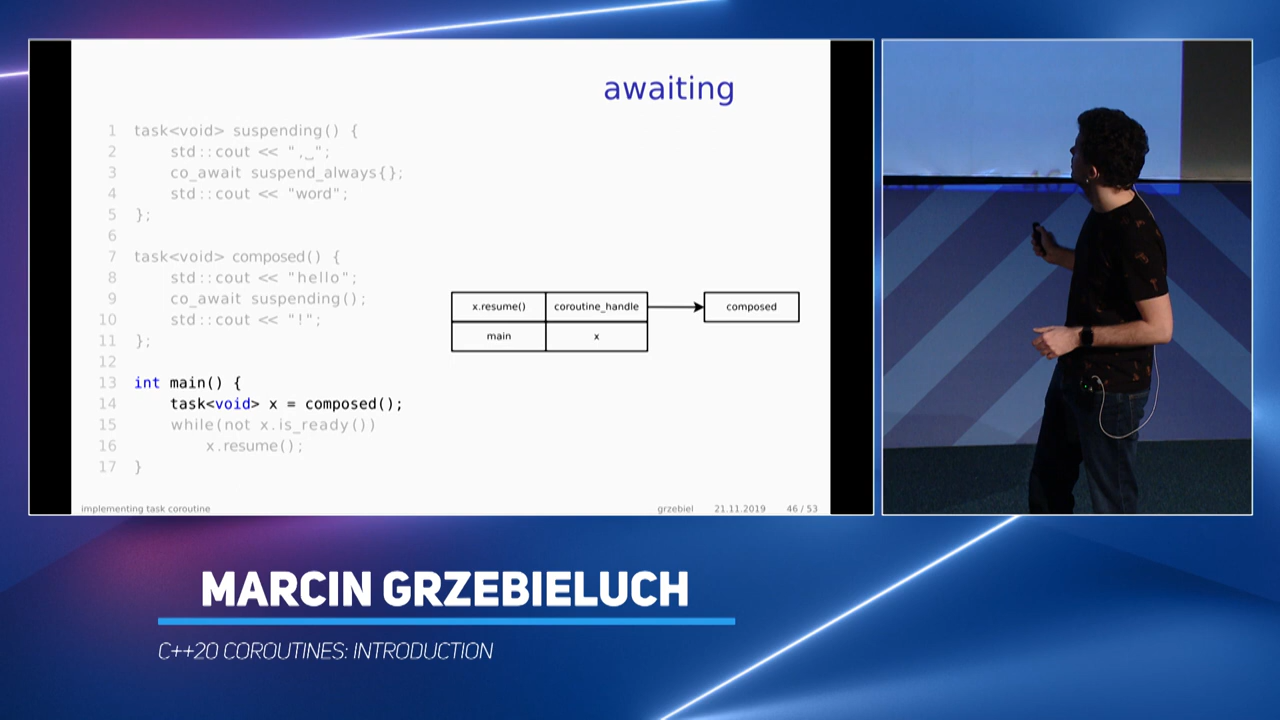 awaiting
1 task<void> suspending() {
2 std::cout << ",␣";
3 co_await suspend_always{};
4 std::cout << "word";
5 };
6
7 task<void> composed() {
8 std::cout << "hello";
9 co_await suspending();
10 std::cout << "!";
11 };
12
13 int main() {
14 task<void> x = composed();
15 while(not x.is_ready())
16 x.resume();
17 }
x.resume() coroutine_handle composed
main x
implementing task coroutine grzebiel 21.11.2019 46 / 53
MARCIN GRZEBIELUCH
C++20 COROUTINES: INTRODUCTION